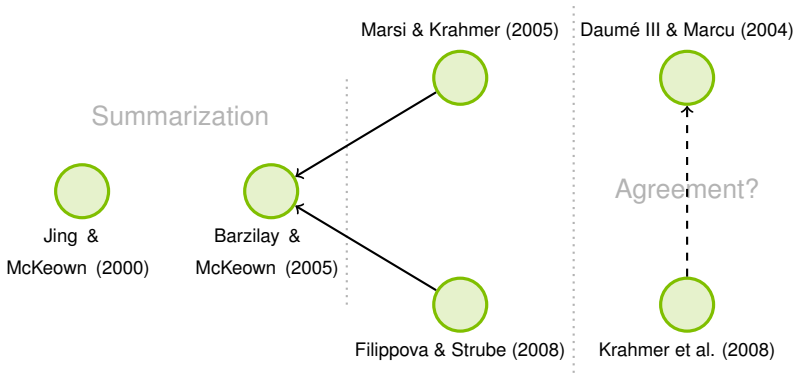 Marsi & Krahmer (2005)
Daumé III & Marcu (2004)
Summarization
Agreement?
Jing &
McKeown (2000)
Barzilay &
McKeown (2005)
Filippova & Strube (2008)
Krahmer et al. (2008)